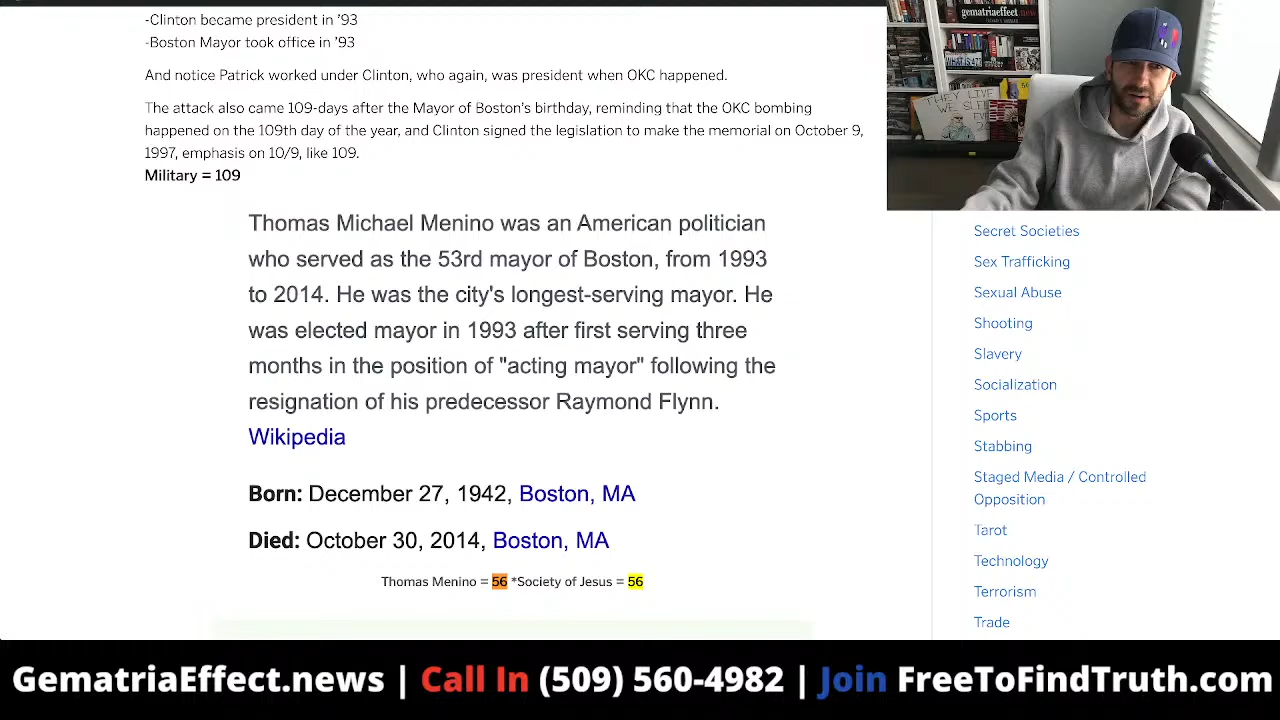 -Clinton became president in '93
-Boston mayor took office in '93
And not
worked under Clinton, who again, was president when OKC happened.
The attack also came 109-days after the Mayor of Boston's birthday, reminding that the OKC bombing
happened on the 109th day of the year, and Clinton signed the legislation to make the memorial on October 9,
1997, emphasis on 10/9, like 109.
Military = 109
Thomas Michael Menino was an American politician
who served as the 53rd mayor of Boston, from 1993
to 2014. He was the city's longest-serving mayor. He
was elected mayor in 1993 after first serving three
months in the position of "acting mayor" following the
resignation of his predecessor Raymond Flynn.
Wikipedia
Born: December 27, 1942, Boston, MA
Died: October 30, 2014, Boston, MA
Thomas Menino = 56 *Society of Jesus = 56
gematriaeffect.news
THEY LIVE
WE SL
Secret Societies
Sex Trafficking
Sexual Abuse
Shooting
Slavery
Socialization
Sports
Stabbing
Staged Media / Controlled
Opposition
Tarot
Technology
Terrorism
Trade
GematriaEffect.news | Call In (509) 560-4982 | Join FreeToFindTruth.com